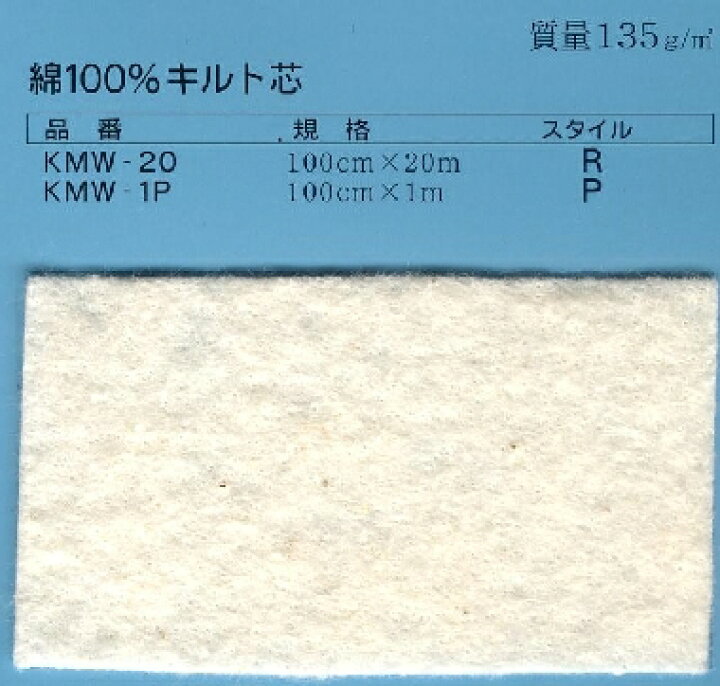 質量135g/㎡
綿100%キルト芯
品番 規格 スタイル
KMW-20 100cm×20m R
KMW-1P 100cm×1m P